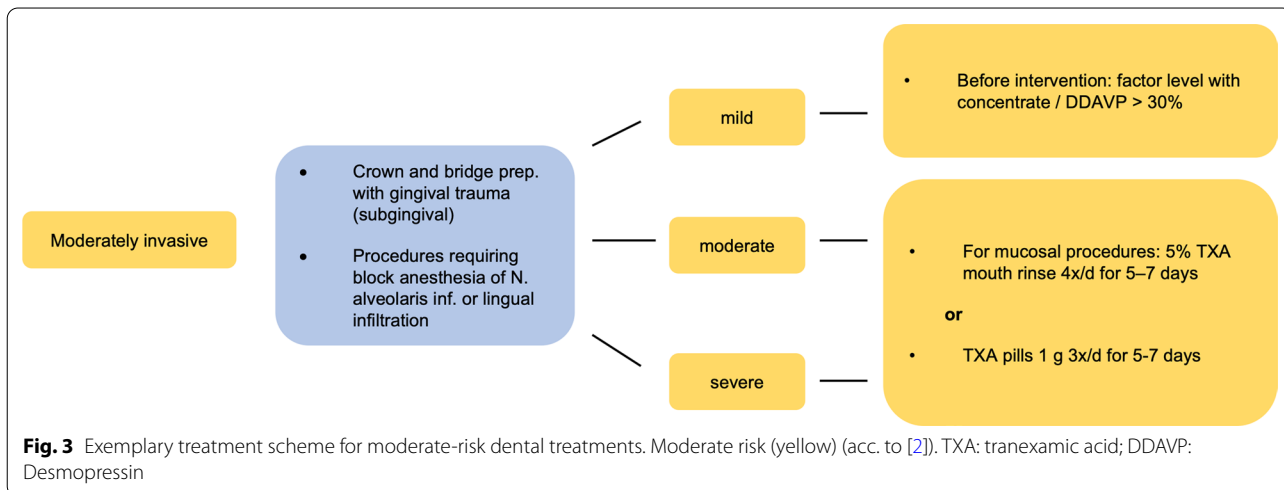 Moderately invasive
• Crown and bridge prep.
with gingival trauma
(subgingival)
• Procedures requiring
block anesthesia of N.
alveolaris inf. or lingual
infiltration
mild
moderate
severe
• Before intervention: factor level with
concentrate / DDAVP > 30%
• For mucosal procedures: 5% TXA
mouth rinse 4x/d for 5–7 days
or
• TXA pills 1 g 3x/d for 5-7 days
Fig. 3 Exemplary treatment scheme for moderate-risk dental treatments. Moderate risk (yellow) (acc. to [2]). TXA: tranexamic acid; DDAVP:
Desmopressin